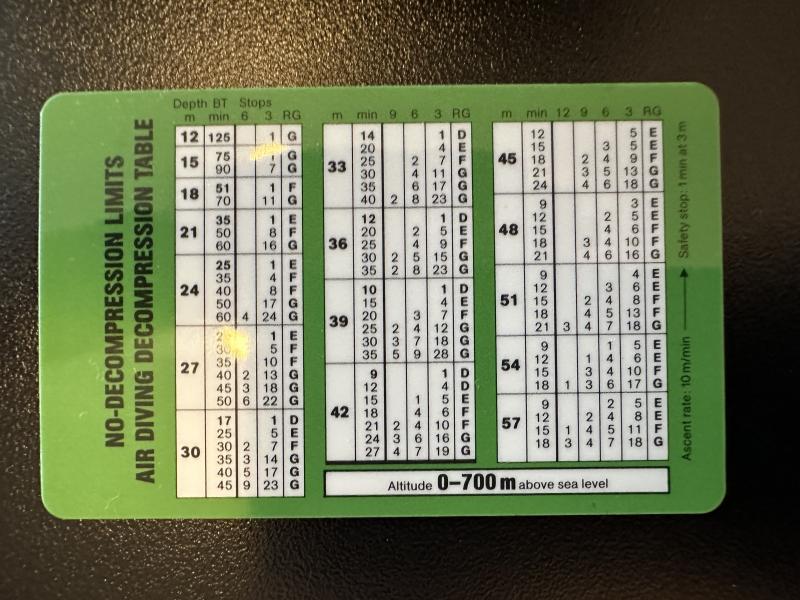 NO-DECOMPRESSION LIMITS
AIR DIVING DECOMPRESSION TABLE
Depth BT Stops
m min 6 3 RG
12 125 1 G
15 75 1 G
90 7 G
18 51 1 F
70 11 G
21 35 1 E
50 8 F
60 16 G
24 25 1 E
35 4 F
40 8 F
50 17 G
60 4 24 G
27 1 E
5 F
35 10 F
40 2 13 G
45 3 18 G
50 6 22 G
30 17 1 D
25 5 E
30 2 7 F
35 3 14 G
40 5 17 G
45 9 23 G
m min 9 6 3 RG
33 14 1 D
20 4 E
25 2 7 F
30 4 11 G
35 6 17 G
40 2 8 23 G
36 12 1 D
20 2 5 E
25 4 9 F
30 2 5 15 G
35 2 8 23 G
39 10 1 D
15 4 E
20 3 7 F
25 2 4 12 G
30 3 7 18 G
35 5 9 28 G
42 9 1 D
12 4 D
15 1 5 E
18 4 6 F
21 2 4 10 F
24 3 6 16 G
27 4 7 19 G
m min 12 9 6 3 RG
45 12 5 E
15 3 5 E
18 2 4 9 F
21 3 5 13 G
24 4 6 18 G
48 9 3 E
12 2 5 E
15 4 6 F
18 3 4 10 F
21 4 6 16 G
51 9 4 E
12 3 6 E
15 2 4 8 F
18 4 5 13 F
21 3 4 7 18 G
54 9 1 5 E
12 1 4 6 E
15 3 4 10 F
18 1 3 6 17 G
57 9 2 5 E
12 2 4 8 E
15 1 4 5 11 F
18 3 4 7 18 G
Altitude 0–700 m above sea level
Ascent rate: 10 m/min → Safety stop: 1 min at 3 m